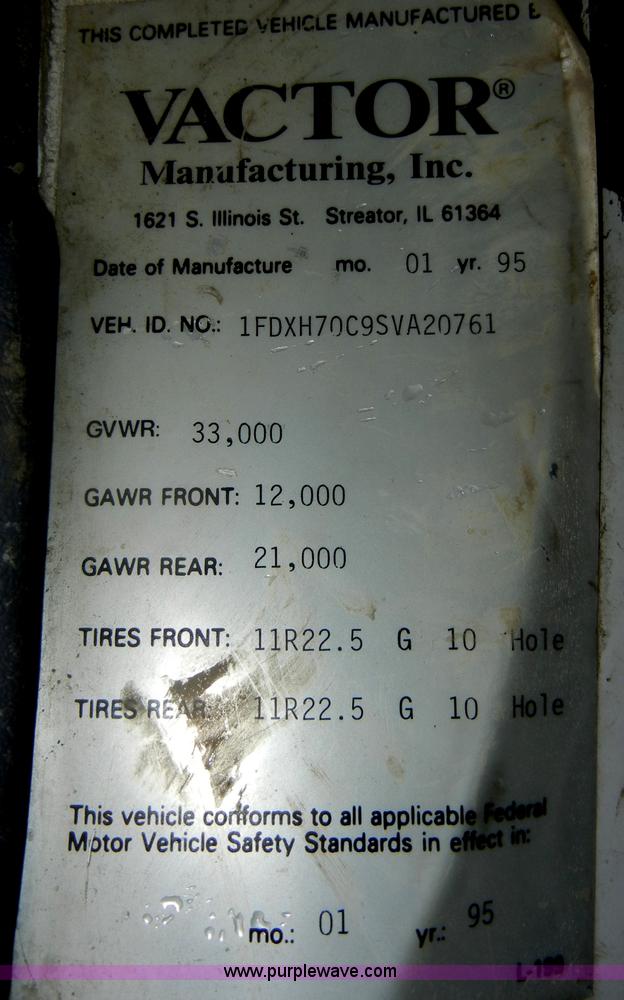 THIS COMPLETED VEHICLE MANUFACTURED B
VACTOR®
Manufacturing, Inc.
1621 S. Illinois St. Streator, IL 61364
Date of Manufacture mo. 01 yr. 95
VEH. ID. NO.: 1FDXH70C9SVA20761
GVWR: 33,000
GAWR FRONT: 12,000
GAWR REAR: 21,000
TIRES FRONT: 11R22.5 G 10 Hole
TIRES REAR: 11R22.5 G 10 Hole
This vehicle conforms to all applicable Federal
Motor Vehicle Safety Standards in effect in:
mo.: 01 yr.: 95
www.purplewave.com